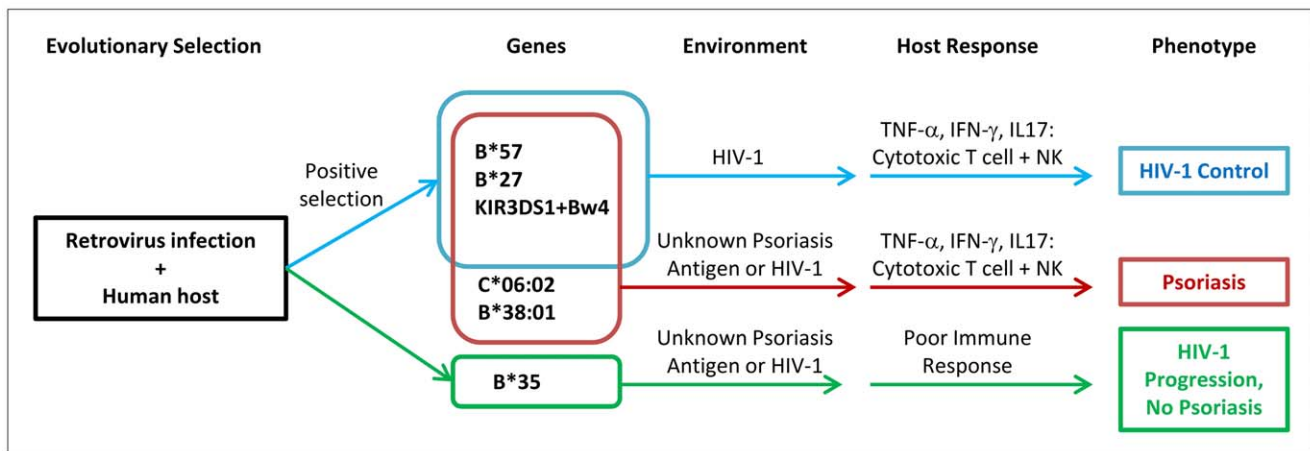 Evolutionary Selection
Genes
Environment
Host Response
Phenotype
Positive
selection
Retrovirus infection
+
Human host
B*57
B*27
KIR3DS1+Bw4
C*06:02
B*38:01
B*35
HIV-1
TNF-α, IFN-γ, IL17:
Cytotoxic T cell + NK
HIV-1 Control
Unknown Psoriasis
Antigen or HIV-1
TNF-α, IFN-γ, IL17:
Cytotoxic T cell + NK
Psoriasis
Unknown Psoriasis
Antigen or HIV-1
Poor Immune
Response
HIV-1
Progression,
No Psoriasis